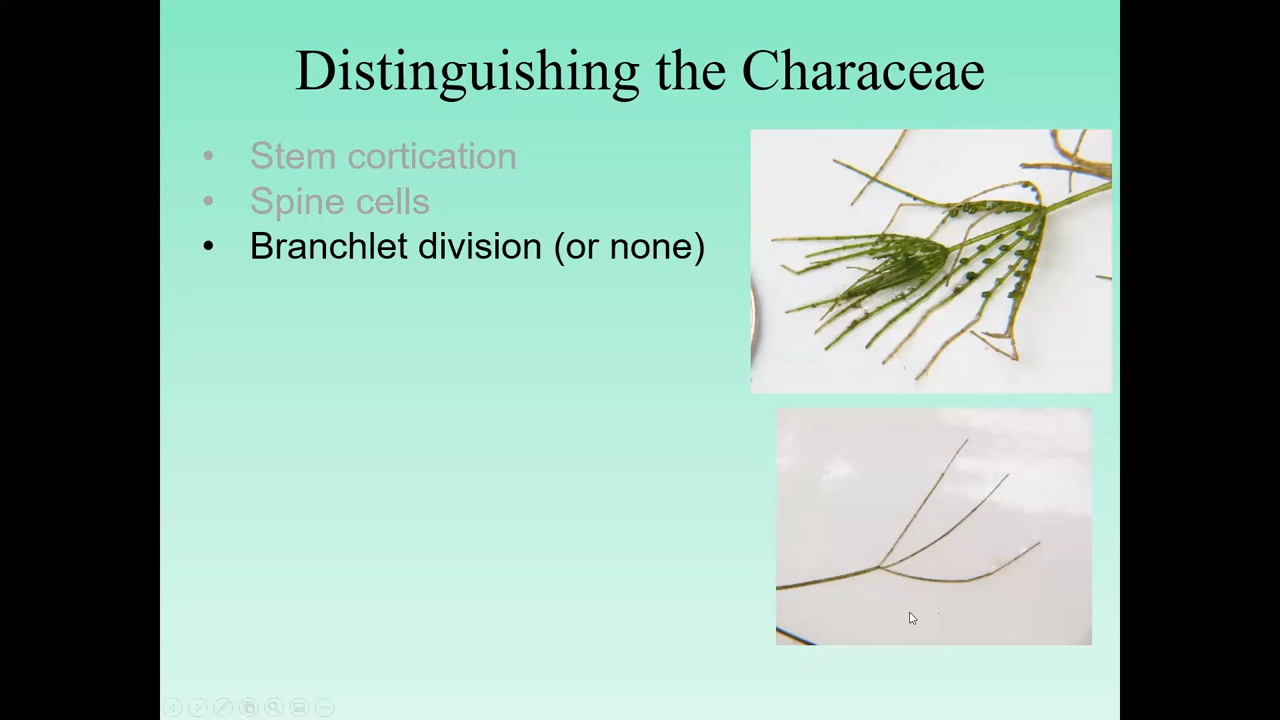 Distinguishing the Characeae
• Stem cortication
• Spine cells
• Branchlet division (or none)